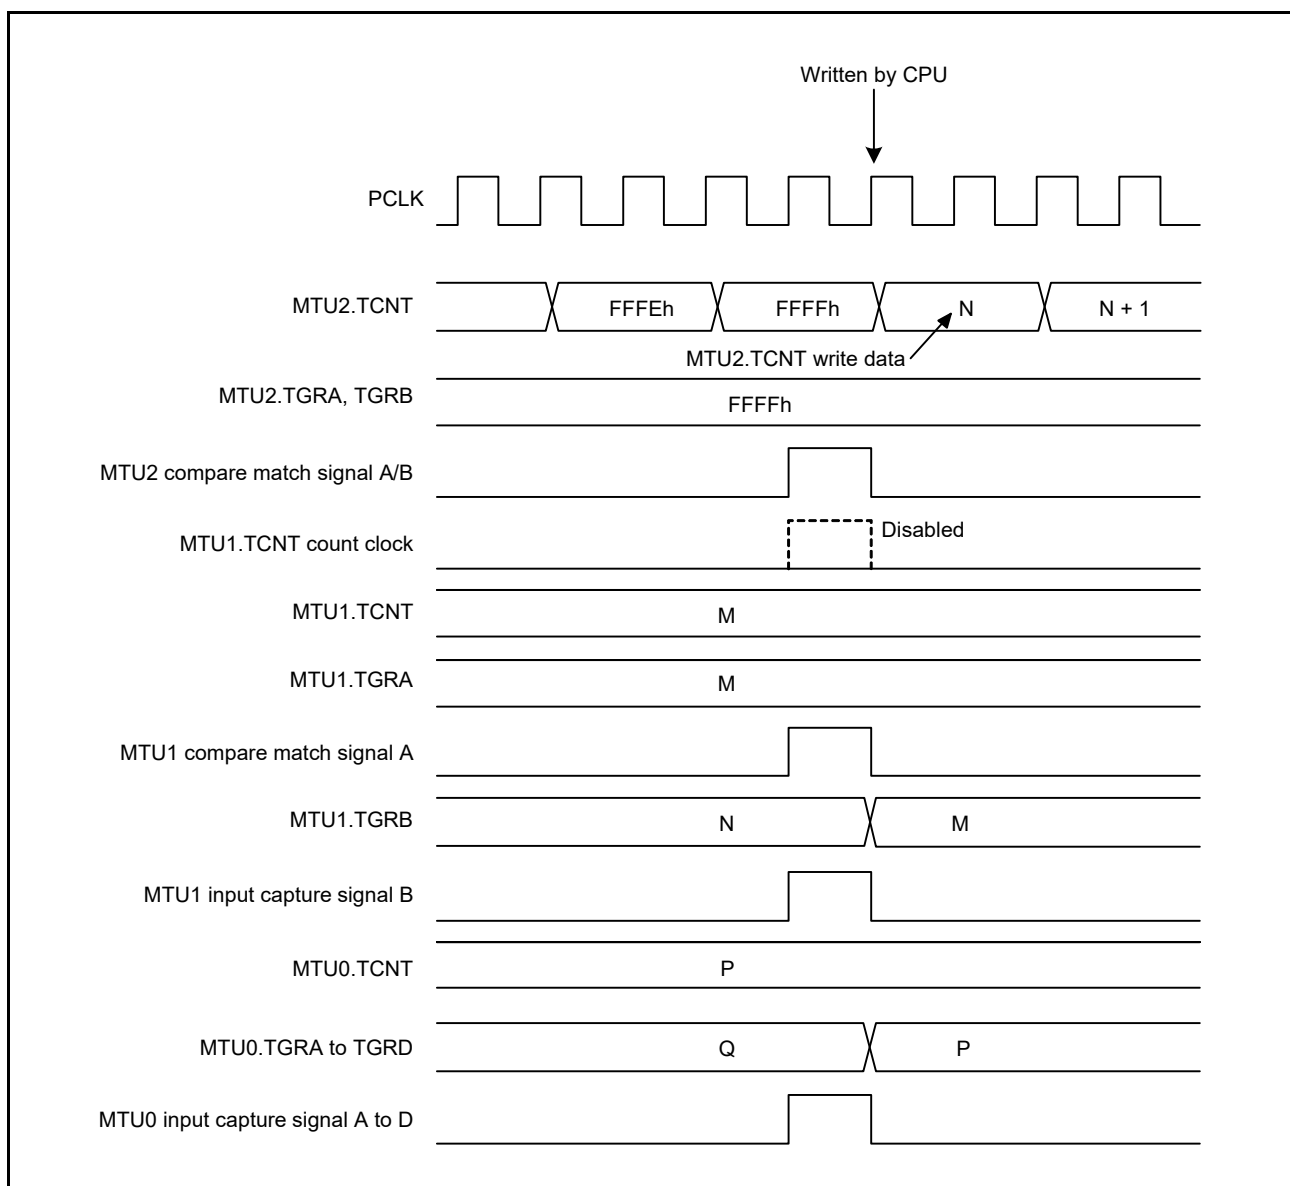 Written by CPU
PCLK
MTU2.TCNT FFFEh FFFFh N N + 1
MTU2.TCNT write data
MTU2.TGRA, TGRB FFFFh
MTU2 compare match signal A/B
MTU1.TCNT count clock Disabled
MTU1.TCNT M
MTU1.TGRA M
MTU1 compare match signal A
MTU1.TGRB N M
MTU1 input capture signal B
MTU0.TCNT P
MTU0.TGRA to TGRD Q P
MTU0 input capture signal A to D